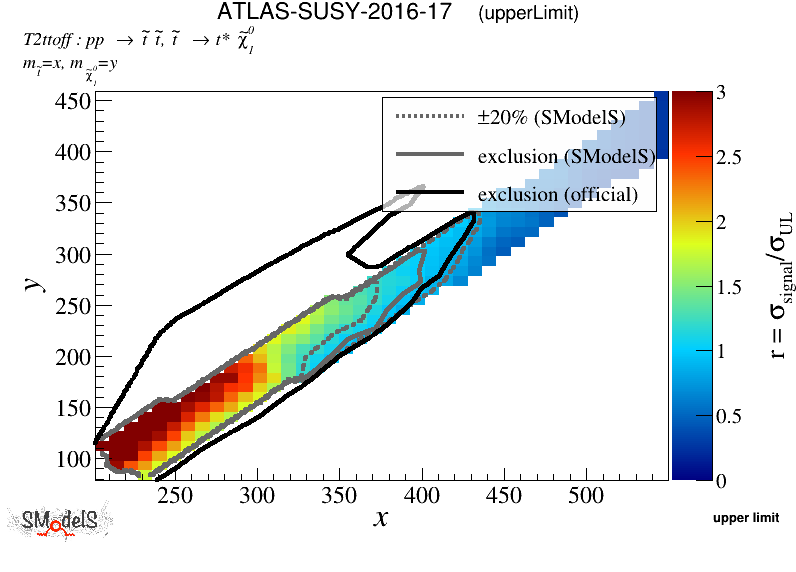 ATLAS-SUSY-2016-17 (upperLimit)
T2ttoff : pp → t̃ t̃, t̃ → t* χ̃⁰₁
m_t̃=x, m_χ̃⁰₁=y
±20% (SModelS)
exclusion (SModelS)
exclusion (official)
450
400
350
300
250
200
150
100
y
250 300 350 400 450 500
x
3
2.5
2
1.5
1
0.5
0
r = σ_signal/σ_UL
SModelS
upper limit